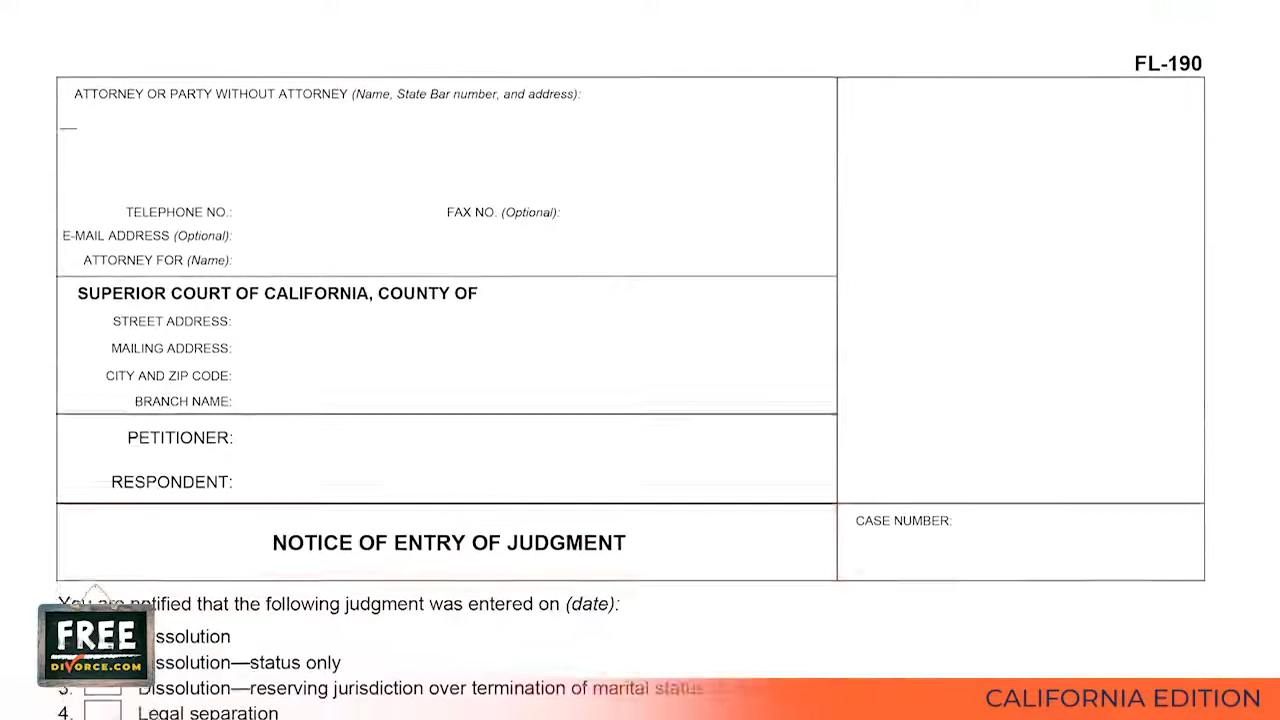 FL-190
ATTORNEY OR PARTY WITHOUT ATTORNEY (Name, State Bar number, and address):
TELEPHONE NO.: FAX NO. (Optional):
E-MAIL ADDRESS (Optional):
ATTORNEY FOR (Name):
SUPERIOR COURT OF CALIFORNIA, COUNTY OF
STREET ADDRESS:
MAILING ADDRESS:
CITY AND ZIP CODE:
BRANCH NAME:
PETITIONER:
RESPONDENT:
NOTICE OF ENTRY OF JUDGMENT
CASE NUMBER:
You are notified that the following judgment was entered on (date):
ssolution
ssolution—status only
3. Dissolution—reserving jurisdiction over termination of marital status
4. Legal separation
FREE
DIVORCE.COM
CALIFORNIA EDITION